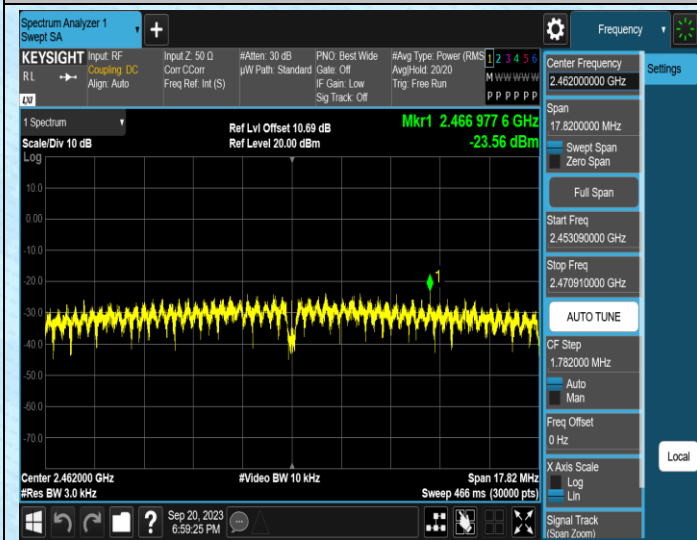 Spectrum Analyzer 1
Swept SA
Frequency
KEYSIGHT
RL
LXI
Input: RF
Coupling: DC
Align: Auto
Input Z: 50 Ω
Corr CCorr
Freq Ref: Int (S)
#Atten: 30 dB
µW Path: Standard
PNO: Best Wide
Gate: Off
IF Gain: Low
Sig Track: Off
#Avg Type: Power (RMS
Avg|Hold: 20/20
Trig: Free Run
1 2 3 4 5 6
M W W W W W
P P P P P P
Center Frequency
2.462000000 GHz
Settings
Span
17.8200000 MHz
Swept Span
Zero Span
Full Span
Start Freq
2.453090000 GHz
Stop Freq
2.470910000 GHz
AUTO TUNE
CF Step
1.782000 MHz
Auto
Man
Freq Offset
0 Hz
X Axis Scale
Log
Lin
Signal Track
(Span Zoom)
Local
1 Spectrum
Scale/Div 10 dB
Log
Ref Lvl Offset 10.69 dB
Ref Level 20.00 dBm
Mkr1 2.466 977 6 GHz
-23.56 dBm
10.0
0.00
-10.0
-20.0
-30.0
-40.0
-50.0
-60.0
-70.0
1
Center 2.462000 GHz
#Res BW 3.0 kHz
#Video BW 10 kHz
Span 17.82 MHz
Sweep 466 ms (30000 pts)
?
Sep 20, 2023
6:59:25 PM